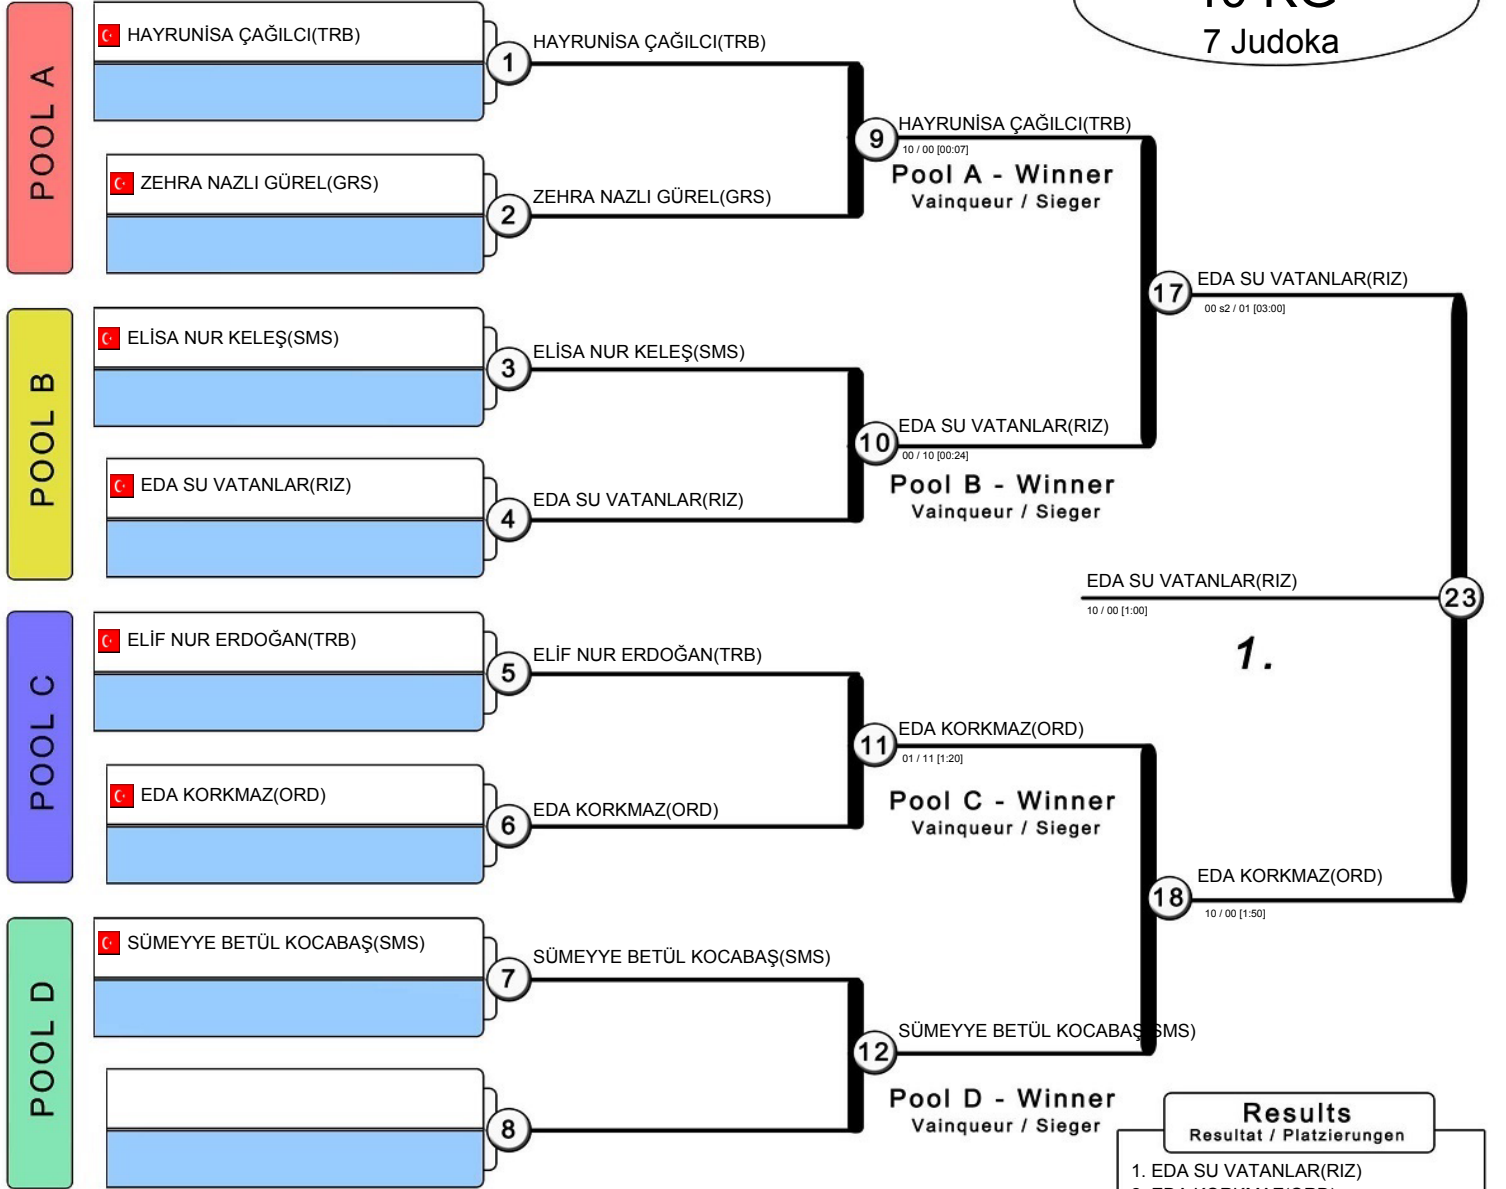 KG
7 Judoka
POOL A
HAYRUNİSA ÇAĞILCI(TRB)
1
HAYRUNİSA ÇAĞILCI(TRB)
ZEHRA NAZLI GÜREL(GRS)
2
ZEHRA NAZLI GÜREL(GRS)
9
HAYRUNİSA ÇAĞILCI(TRB)
10 / 00 [00:07]
Pool A - Winner
Vainqueur / Sieger
POOL B
ELİSA NUR KELEŞ(SMS)
3
ELİSA NUR KELEŞ(SMS)
EDA SU VATANLAR(RIZ)
4
EDA SU VATANLAR(RIZ)
10
EDA SU VATANLAR(RIZ)
00 / 10 [00:24]
Pool B - Winner
Vainqueur / Sieger
17
EDA SU VATANLAR(RIZ)
00 s2 / 01 [03:00]
POOL C
ELİF NUR ERDOĞAN(TRB)
5
ELİF NUR ERDOĞAN(TRB)
EDA KORKMAZ(ORD)
6
EDA KORKMAZ(ORD)
11
EDA KORKMAZ(ORD)
01 / 11 [1:20]
Pool C - Winner
Vainqueur / Sieger
POOL D
SÜMEYYE BETÜL KOCABAŞ(SMS)
7
SÜMEYYE BETÜL KOCABAŞ(SMS)
8
12
SÜMEYYE BETÜL KOCABAŞ(SMS)
Pool D - Winner
Vainqueur / Sieger
18
EDA KORKMAZ(ORD)
10 / 00 [1:50]
EDA SU VATANLAR(RIZ)
23
10 / 00 [1:00]
1.
Results
Resultat / Platzierungen
1. EDA SU VATANLAR(RIZ)
2. EDA KORKMAZ(ORD)